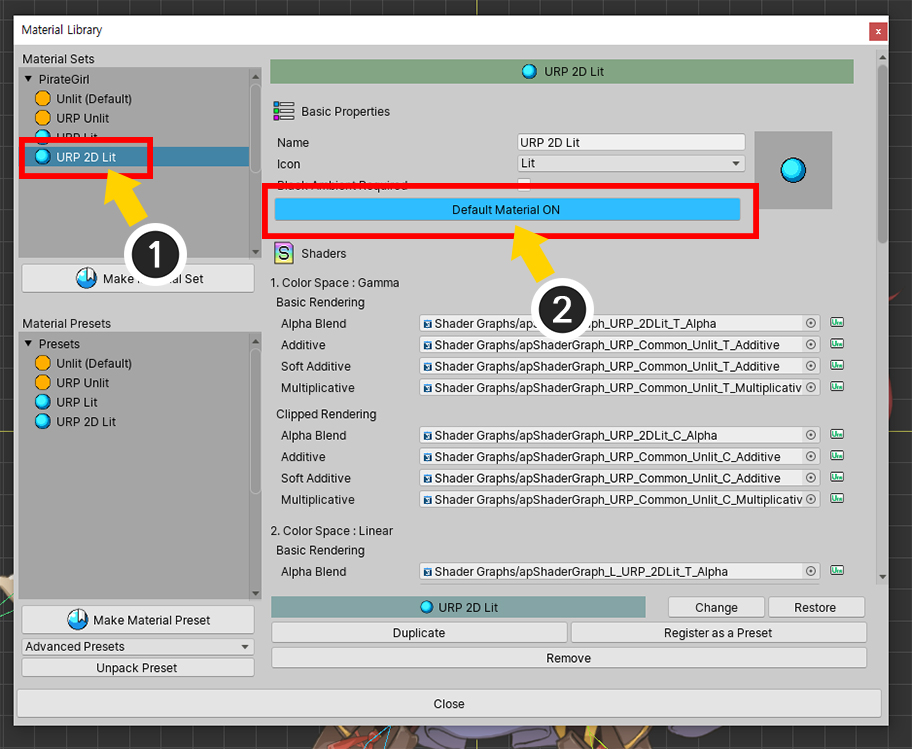 Material Library
x
Material Sets
PirateGirl
Unlit (Default)
URP Unlit
URP Lit
URP 2D Lit
1
Make Material Set
Material Presets
Presets
Unlit (Default)
URP Unlit
URP Lit
URP 2D Lit
Make Material Preset
Advanced Presets
Unpack Preset
URP 2D Lit
Basic Properties
Name URP 2D Lit
Icon Lit
Black Ambient Required
Default Material ON
2
S Shaders
1. Color Space : Gamma
Basic Rendering
Alpha Blend Shader Graphs/apShaderGraph_URP_2DLit_T_Alpha
Additive Shader Graphs/apShaderGraph_URP_Common_Unlit_T_Additive
Soft Additive Shader Graphs/apShaderGraph_URP_Common_Unlit_T_Additive
Multiplicative Shader Graphs/apShaderGraph_URP_Common_Unlit_T_Multiplicativ
Clipped Rendering
Alpha Blend Shader Graphs/apShaderGraph_URP_2DLit_C_Alpha
Additive Shader Graphs/apShaderGraph_URP_Common_Unlit_C_Additive
Soft Additive Shader Graphs/apShaderGraph_URP_Common_Unlit_C_Additive
Multiplicative Shader Graphs/apShaderGraph_URP_Common_Unlit_C_Multiplicativ
2. Color Space : Linear
Basic Rendering
Alpha Blend Shader Graphs/apShaderGraph_L_URP_2DLit_T_Alpha
URP 2D Lit Change Restore
Duplicate Register as a Preset
Remove
Close